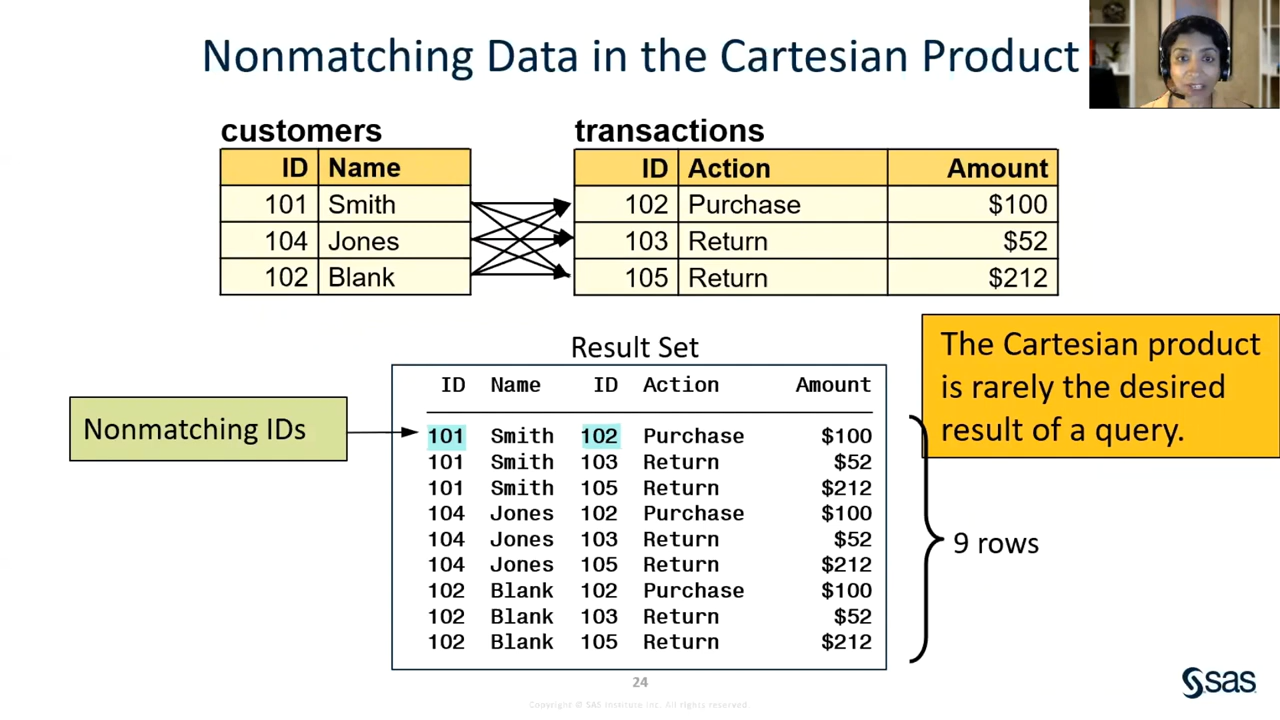 Nonmatching Data in the Cartesian Product
customers
ID Name
101 Smith
104 Jones
102 Blank
transactions
ID Action Amount
102 Purchase $100
103 Return $52
105 Return $212
Result Set
ID Name ID Action Amount
101 Smith 102 Purchase $100
101 Smith 103 Return $52
101 Smith 105 Return $212
104 Jones 102 Purchase $100
104 Jones 103 Return $52
104 Jones 105 Return $212
102 Blank 102 Purchase $100
102 Blank 103 Return $52
102 Blank 105 Return $212
Nonmatching IDs
The Cartesian product
is rarely the desired
result of a query.
9 rows
24
Copyright © SAS Institute Inc. All rights reserved.
sas